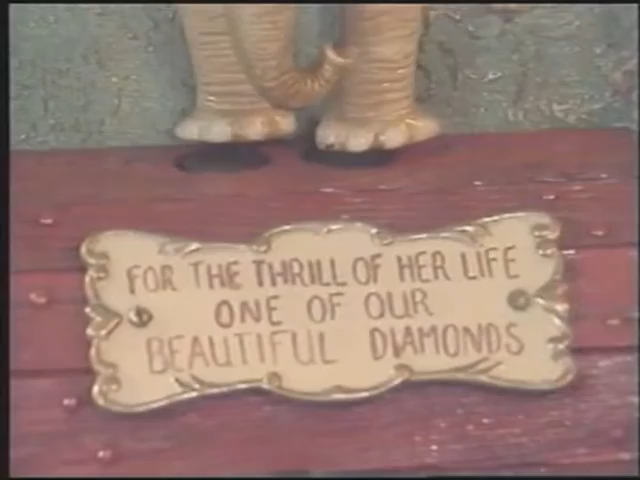 FOR THE THRILL OF HER LIFE
ONE OF OUR
BEAUTIFUL DIAMONDS